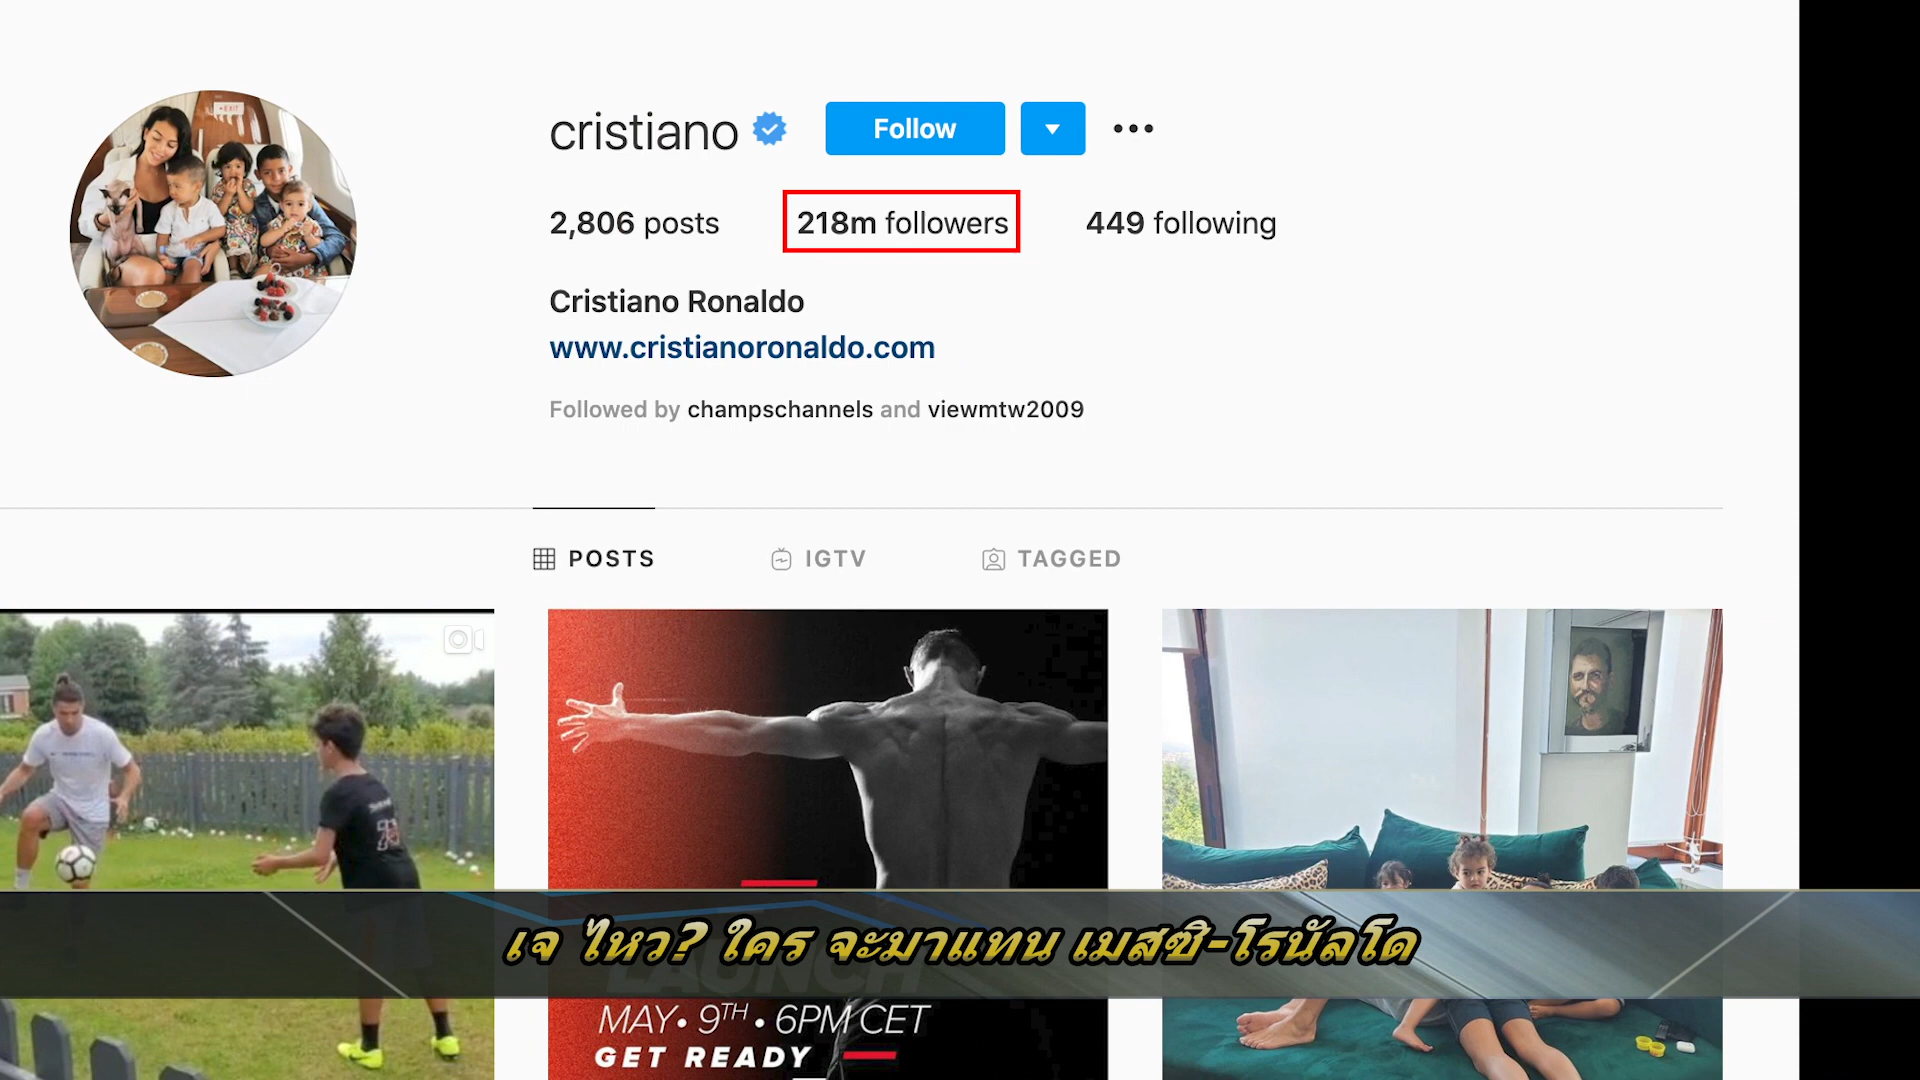 cristiano
Follow
2,806 posts
218m followers
449 following
Cristiano Ronaldo
www.cristianoronaldo.com
Followed by champschannels and viewmtw2009
POSTS
IGTV
TAGGED
เจ ไหว? ใคร จะมาแทน เมสซิ-โรนัลโด
LAUNCH
MAY• 9TH • 6PM CET
GET READY
EXIT